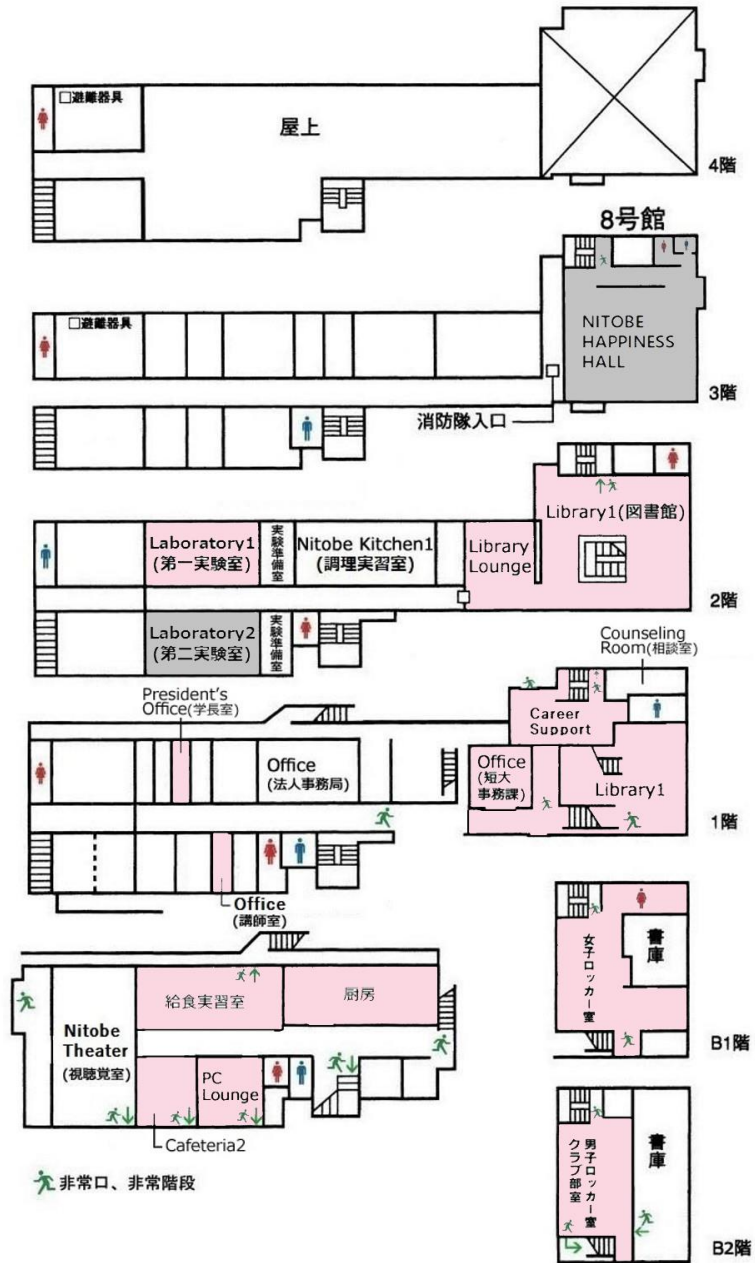 □避難器具
屋上
4階
8号館
□避難器具
NITOBE
HAPPINESS
HALL
3階
消防隊入口
Laboratory1
(第一実験室)
実験準備室
Nitobe Kitchen1
(調理実習室)
Library
Lounge
Library1(図書館)
2階
Laboratory2
(第二実験室)
実験準備室
Counseling
Room(相談室)
President's
Office(学長室)
Career
Support
Office
(法人事務局)
Office
(短大
事務課)
Library1
1階
Office
(講師室)
女子ロッカー室
書庫
B1階
給食実習室
厨房
Nitobe
Theater
(視聴覚室)
PC
Lounge
Cafeteria2
男子ロッカー室
クラブ部室
書庫
B2階
非常口、非常階段